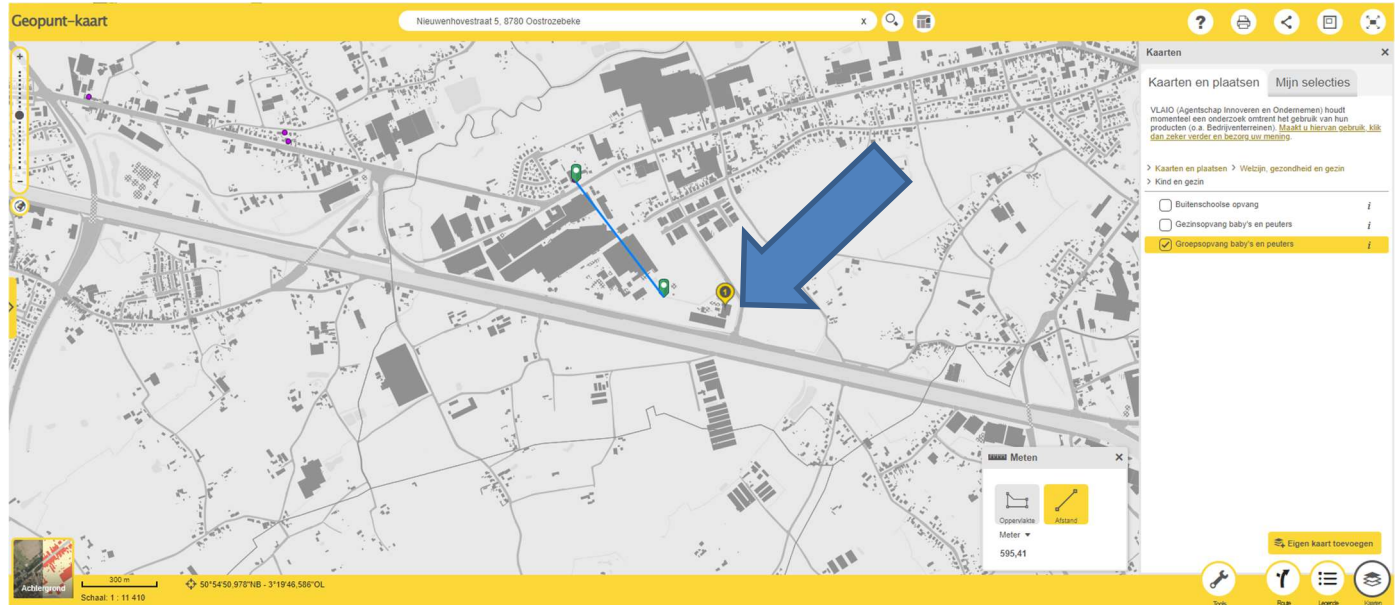 Geopunt-kaart
Nieuwenhovestraat 5, 8780 Oostrozebeke
x
?
Kaarten
×
Kaarten en plaatsen
Mijn selecties
VLAIO (Agentschap Innoveren en Ondernemen) houdt
momenteel een onderzoek omtrent het gebruik van hun
producten (o.a. Bedrijventerreinen). Maakt u hiervan gebruik, klik
dan zeker verder en bezorg uw mening.
> Kaarten en plaatsen > Welzijn, gezondheid en gezin
> Kind en gezin
Buitenschoolse opvang i
Gezinsopvang baby's en peuters i
Groepsopvang baby's en peuters i
+
-
1
Meten
×
Oppervlakte
Afstand
Meter
595,41
Eigen kaart toevoegen
Achtergrond
300 m
Schaal: 1 : 11 410
50°54'50,978"NB - 3°19'46,586"OL
Tools
Route
Legende
Kaarten